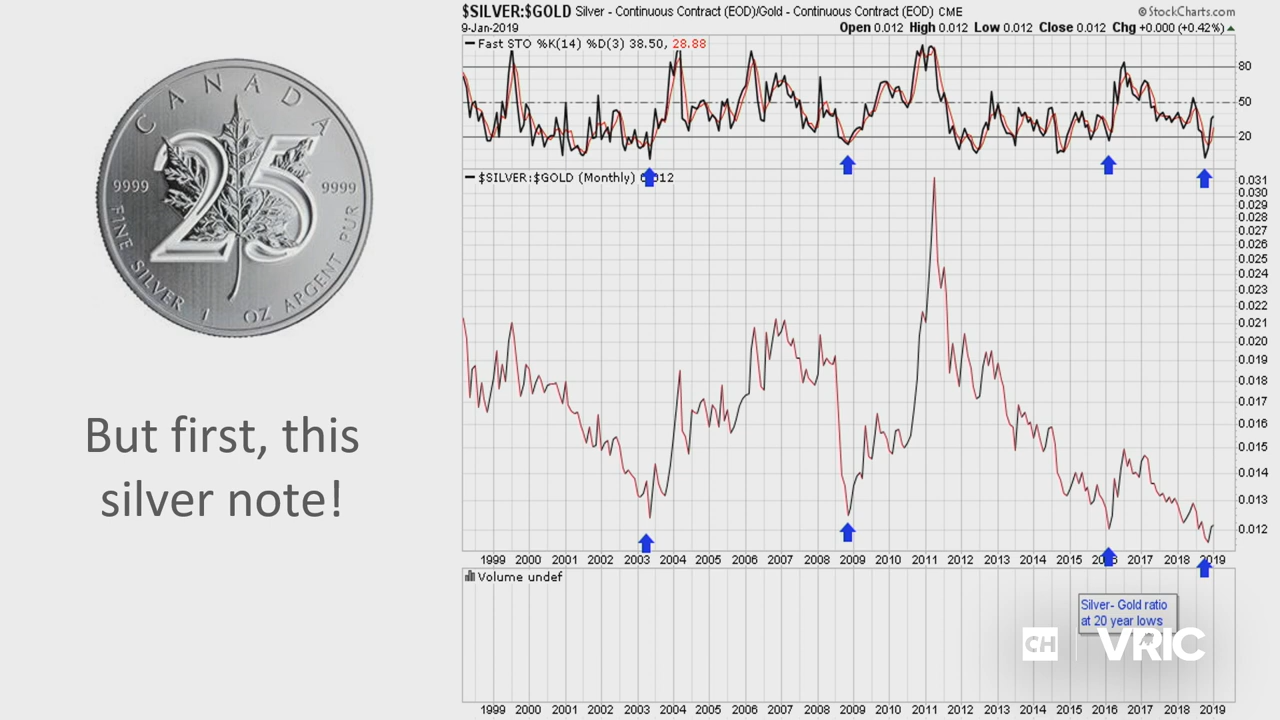 $SILVER:$GOLD Silver - Continuous Contract (EOD)/Gold - Continuous Contract (EOD) CME
© StockCharts.com
9-Jan-2019
Open 0.012 High 0.012 Low 0.012 Close 0.012 Chg +0.000 (+0.42%)
Fast STO %K(14) %D(3) 38.50, 28.88
80
50
20
CANADA
25
9999 9999
FINE SILVER 1 OZ ARGENT PUR
But first, this
silver note!
$SILVER:$GOLD (Monthly) 012
0.031
0.030
0.029
0.028
0.027
0.026
0.025
0.024
0.023
0.022
0.021
0.020
0.019
0.018
0.017
0.016
0.015
0.014
0.013
0.012
1999 2000 2001 2002 2003 2004 2005 2006 2007 2008 2009 2010 2011 2012 2013 2014 2015 2017 2018 2019
Volume undef
Silver- Gold ratio
at 20 year lows
CH VRIC
1999 2000 2001 2002 2003 2004 2005 2006 2007 2008 2009 2010 2011 2012 2013 2014 2015 2016 2017 2018 2019